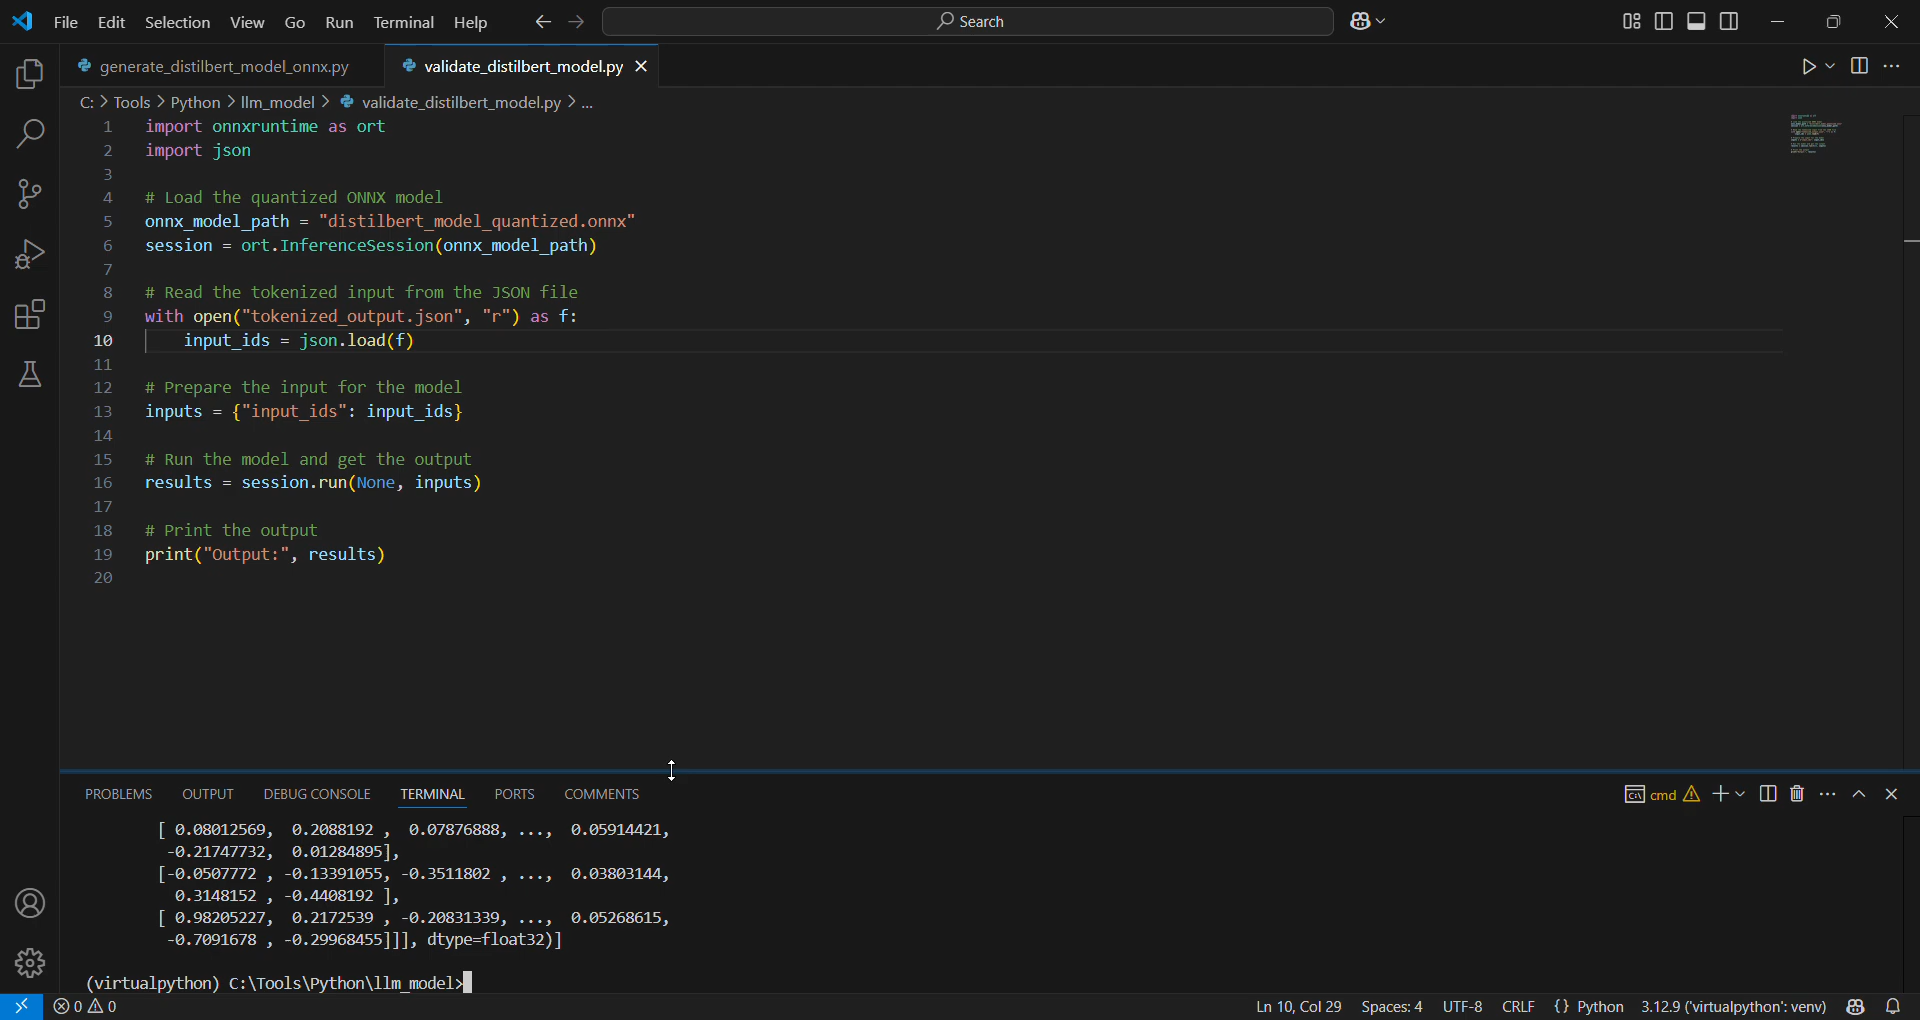 File Edit Selection View Go Run Terminal Help Search
generate_distilbert_model_onnx.py validate_distilbert_model.py
C: > Tools > Python > llm_model > validate_distilbert_model.py > ...
1 import onnxruntime as ort
2 import json
3
4 # Load the quantized ONNX model
5 onnx_model_path = "distilbert_model_quantized.onnx"
6 session = ort.InferenceSession(onnx_model_path)
7
8 # Read the tokenized input from the JSON file
9 with open("tokenized_output.json", "r") as f:
10 input_ids = json.load(f)
11
12 # Prepare the input for the model
13 inputs = {"input_ids": input_ids}
14
15 # Run the model and get the output
16 results = session.run(None, inputs)
17
18 # Print the output
19 print("Output:", results)
20
PROBLEMS OUTPUT DEBUG CONSOLE TERMINAL PORTS COMMENTS cmd
[ 0.08012569, 0.2088192 , 0.07876888, ..., 0.05914421,
-0.21747732, 0.01284895],
[-0.0507772 , -0.13391055, -0.3511802 , ..., 0.03803144,
0.3148152 , -0.4408192 ],
[ 0.98205227, 0.2172539 , -0.20831339, ..., 0.05268615,
-0.7091678 , -0.29968455]]], dtype=float32)]
(virtualpython) C:\Tools\Python\llm_model>
0 0 Ln 10, Col 29 Spaces: 4 UTF-8 CRLF {} Python 3.12.9 ('virtualpython': venv)